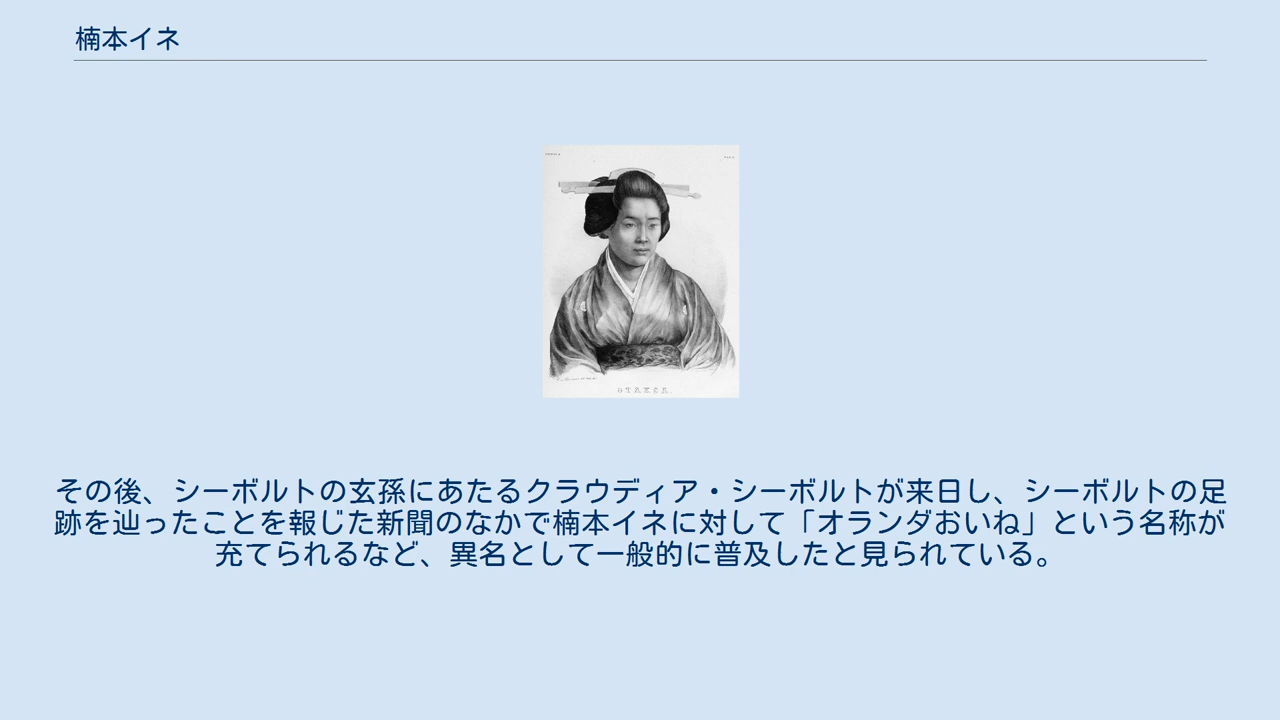 楠本イネ
OTAKSA.
その後、シーボルトの玄孫にあたるクラウディア・シーボルトが来日し、シーボルトの足
跡を辿ったことを報じた新聞のなかで楠本イネに対して「オランダおいね」という名称が
充てられるなど、異名として一般的に普及したと見られている。